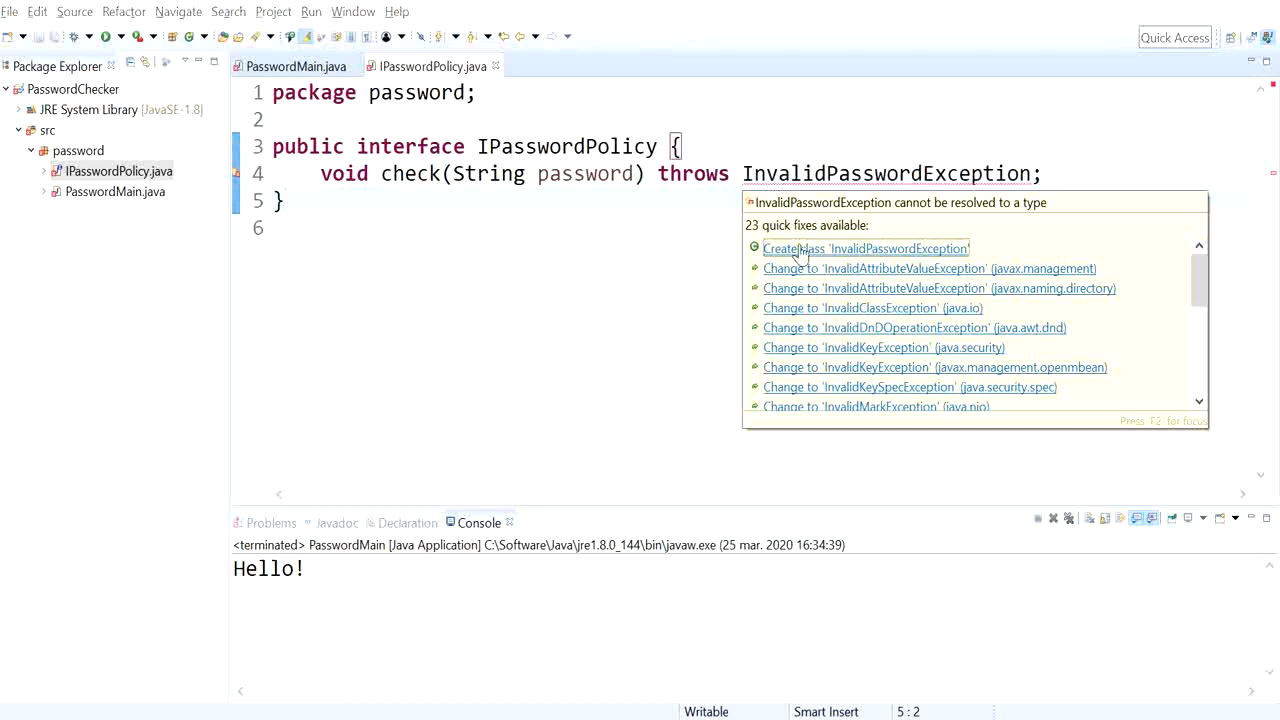 File Edit Source Refactor Navigate Search Project Run Window Help
Quick Access
Package Explorer
PasswordChecker
JRE System Library [JavaSE-1.8]
src
password
IPasswordPolicy.java
PasswordMain.java
PasswordMain.java IPasswordPolicy.java
1 package password;
2
3 public interface IPasswordPolicy {
4 void check(String password) throws InvalidPasswordException;
5 }
6
InvalidPasswordException cannot be resolved to a type
23 quick fixes available:
Create class 'InvalidPasswordException'
Change to 'InvalidAttributeValueException' (javax.management)
Change to 'InvalidAttributeValueException' (javax.naming.directory)
Change to 'InvalidClassException' (java.io)
Change to 'InvalidDnDOperationException' (java.awt.dnd)
Change to 'InvalidKeyException' (java.security)
Change to 'InvalidKeyException' (javax.management.openmbean)
Change to 'InvalidKeySpecException' (java.security.spec)
Change to 'InvalidMarkException' (java.nio)
Press 'F2' for focus
Problems Javadoc Declaration Console
<terminated> PasswordMain [Java Application] C:\Software\Java\jre1.8.0_144\bin\javaw.exe (25 mar. 2020 16:34:39)
Hello!
Writable Smart Insert 5 : 2